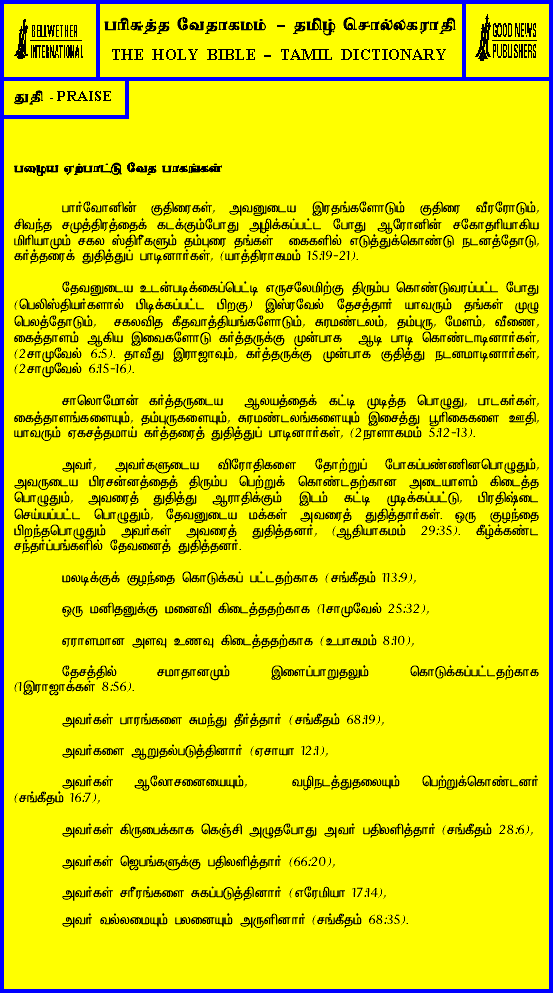 BELLWETHER
INTERNATIONAL
பரிசுத்த வேதாகமம் – தமிழ் சொல்லகராதி
THE HOLY BIBLE – TAMIL DICTIONARY
GOOD NEWS
PUBLISHERS
துதி - PRAISE
பழைய ஏற்பாட்டு வேத பாகங்கள்
பார்வோனின் குதிரைகள், அவனுடைய இரதங்களோடும் குதிரை வீரரோடும்,
சிவந்த சமுத்திரத்தைக் கடக்கும்போது அழிக்கப்பட்ட போது ஆரோனின் சகோதரியாகிய
மிரியாமும் சகல ஸ்திரீகளும் தம்புரை தங்கள் கைகளில் எடுத்துக்கொண்டு நடனத்தோடு,
கர்த்தரைக் துதித்துப் பாடினார்கள், (யாத்திராகமம் 15:19-21).
தேவனுடைய உடன்படிக்கைப்பெட்டி எருசலேமிற்கு திரும்ப கொண்டுவரப்பட்ட போது
(பெலிஸ்தியர்களால் பிடிக்கப்பட்ட பிறகு) இஸ்ரவேல் தேசத்தார் யாவரும் தங்கள் முழு
பெலத்தோடும், சகலவித கீதவாத்தியங்களோடும், சுரமண்டலம், தம்புரு, மேளம், வீணை,
கைத்தாளம் ஆகிய இவைகளோடு கர்த்தருக்கு முன்பாக ஆடி பாடி கொண்டாடினார்கள்,
(2சாமுவேல் 6:5). தாவீது இராஜாவும், கர்த்தருக்கு முன்பாக குதித்து நடனமாடினார்கள்,
(2சாமுவேல் 6:15-16).
சாலொமோன் கர்த்தருடைய ஆலயத்தைக் கட்டி முடித்த பொழுது, பாடகர்கள்,
கைத்தாளங்களையும், தம்புருகளையும், சுரமண்டலங்களையும் இசைத்து பூரிகைகளை ஊதி,
யாவரும் ஏகசத்தமாய் கர்த்தரைத் துதித்துப் பாடினார்கள், (2நாளாகமம் 5:12-13).
அவர், அவர்களுடைய விரோதிகளை தோற்றுப் போகப்பண்ணினபொழுதும்,
அவருடைய பிரசன்னத்தைத் திரும்ப பெற்றுக் கொண்டதற்கான அடையாளம் கிடைத்த
பொழுதும், அவரைத் துதித்து ஆராதிக்கும் இடம் கட்டி முடிக்கப்பட்டு, பிரதிஷ்டை
செய்யப்பட்ட பொழுதும், தேவனுடைய மக்கள் அவரைத் துதித்தார்கள். ஒரு குழந்தை
பிறந்தபொழுதும் அவர்கள் அவரைத் துதித்தனர், (ஆதியாகமம் 29:35). கீழ்க்கண்ட
சந்தர்ப்பங்களில் தேவனைத் துதித்தனர்.
மலடிக்குக் குழந்தை கொடுக்கப் பட்டதற்காக (சங்கீதம் 113:9),
ஒரு மனிதனுக்கு மனைவி கிடைத்ததற்காக (1சாமுவேல் 25:32),
ஏராளமான அளவு உணவு கிடைத்ததற்காக (உபாகமம் 8:10),
தேசத்தில் சமாதானமும் இளைப்பாறுதலும் கொடுக்கப்பட்டதற்காக
(1இராஜாக்கள் 8:56).
அவர்கள் பாரங்களை சுமந்து தீர்த்தார் (சங்கீதம் 68:19),
அவர்களை ஆறுதல்படுத்தினார் (ஏசாயா 12:1),
அவர்கள் ஆலோசனையையும், வழிநடத்துதலையும் பெற்றுக்கொண்டனர்
(சங்கீதம் 16:7),
அவர்கள் கிருபைக்காக கெஞ்சி அழுதபோது அவர் பதிலளித்தார் (சங்கீதம் 28:6),
அவர்கள் ஜெபங்களுக்கு பதிலளித்தார் (66:20),
அவர்கள் சரீரங்களை சுகப்படுத்தினார் (எரேமியா 17:14),
அவர் வல்லமையும் பலனையும் அருளினார் (சங்கீதம் 68:35).